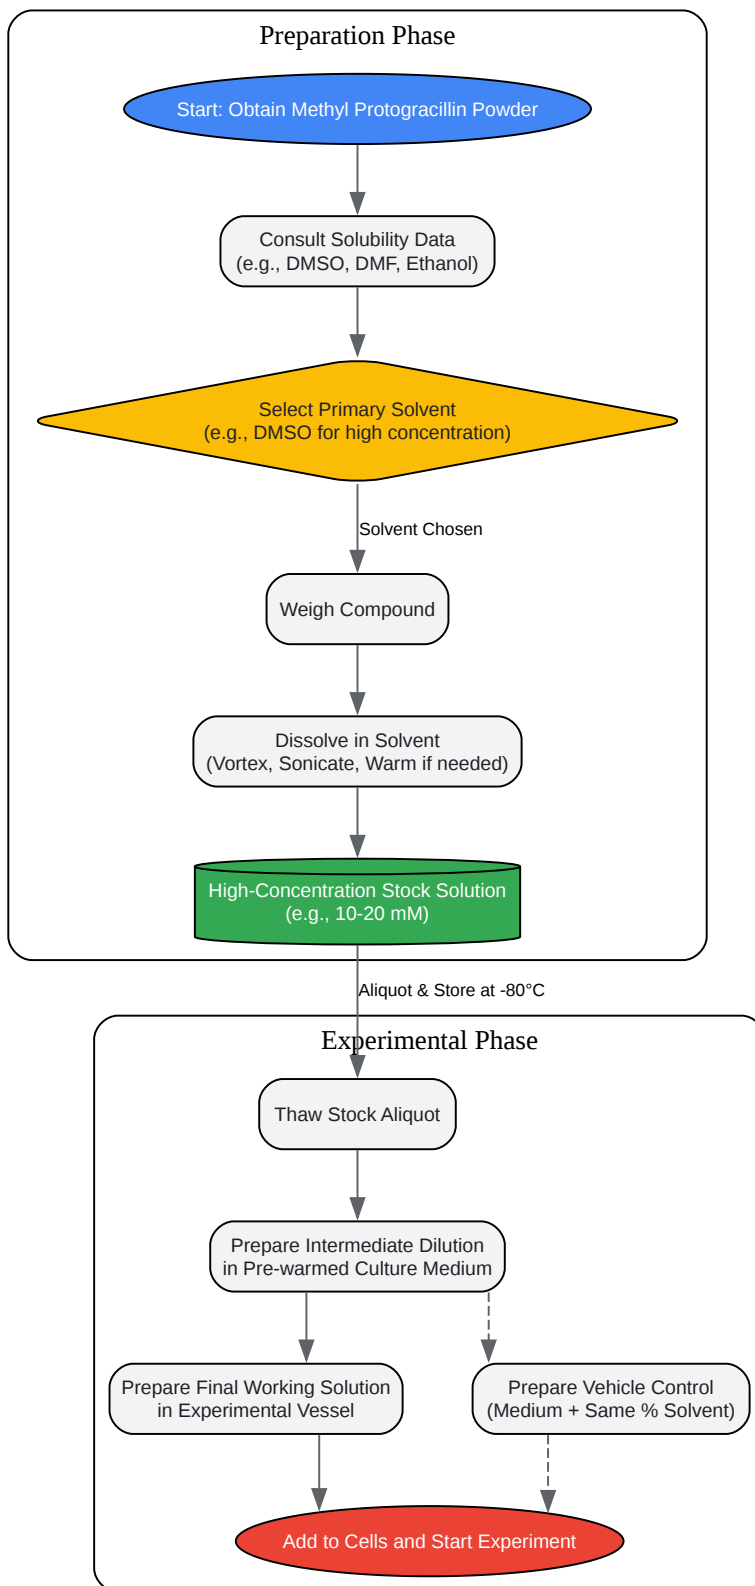 Preparation Phase
Start: Obtain Methyl Protogracillin Powder
Consult Solubility Data
(e.g., DMSO, DMF, Ethanol)
Select Primary Solvent
(e.g., DMSO for high concentration)
Solvent Chosen
Weigh Compound
Dissolve in Solvent
(Vortex, Sonicate, Warm if needed)
High-Concentration Stock Solution
(e.g., 10-20 mM)
Aliquot & Store at -80°C
Experimental Phase
Thaw Stock Aliquot
Prepare Intermediate Dilution
in Pre-warmed Culture Medium
Prepare Final Working Solution
in Experimental Vessel
Prepare Vehicle Control
(Medium + Same % Solvent)
Add to Cells and Start Experiment